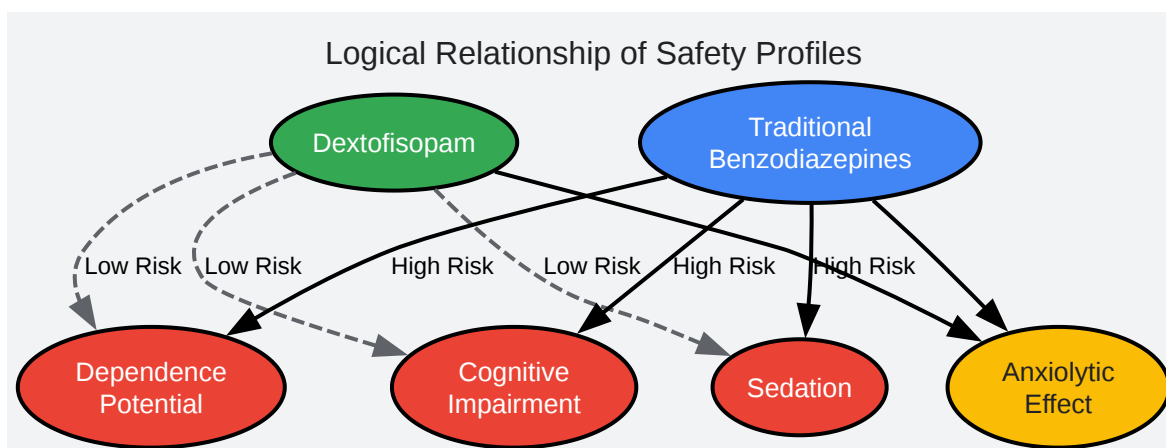 Logical Relationship of Safety Profiles
Dextofisopam
Traditional
Benzodiazepines
Low Risk
Low Risk
High Risk
Low Risk
High Risk
High Risk
Dependence
Potential
Cognitive
Impairment
Sedation
Anxiolytic
Effect